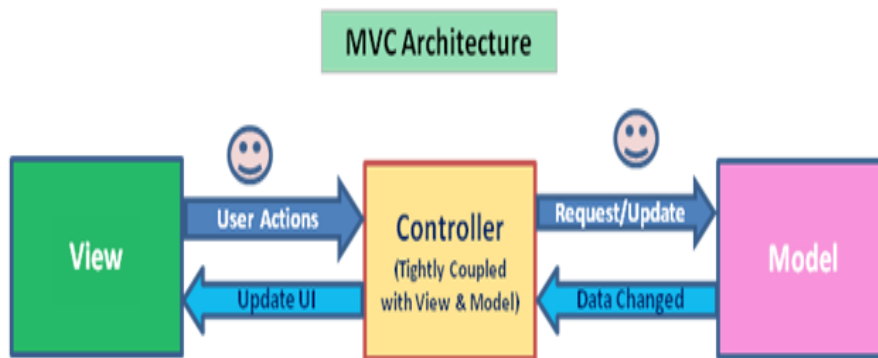 MVC Architecture
View
User Actions
Update UI
Controller
(Tightly Coupled
with View & Model)
Request/Update
Data Changed
Model